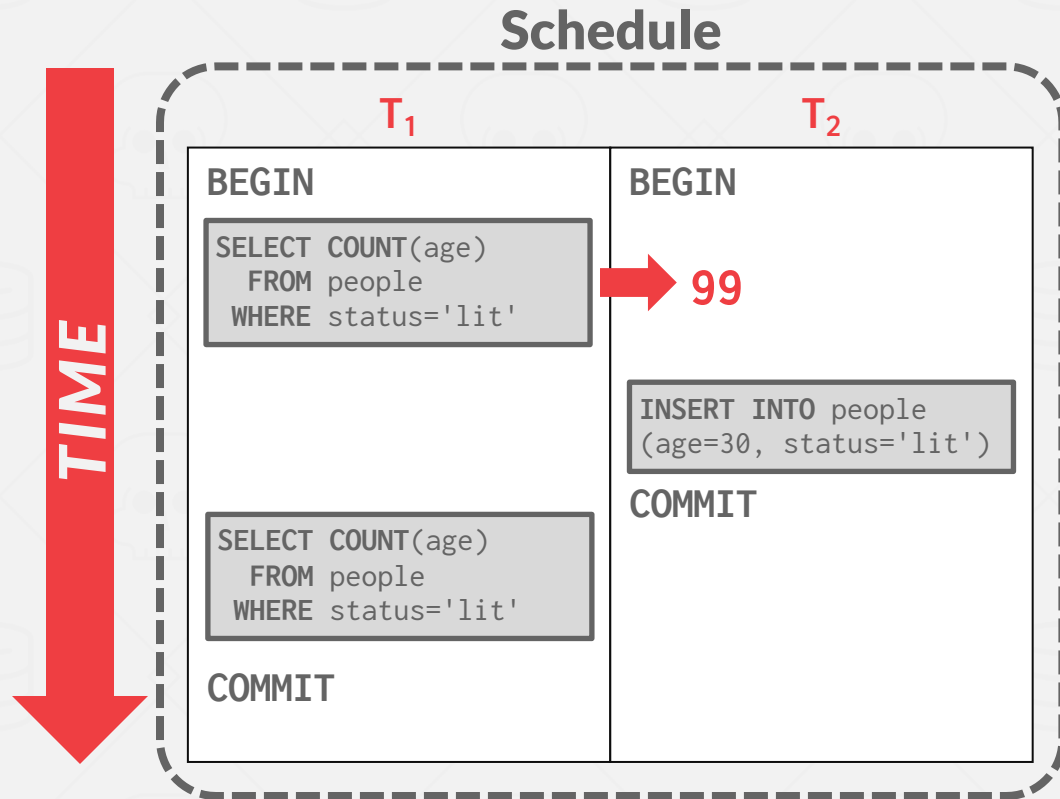 Schedule
TIME
T₁
T₂
BEGIN
BEGIN
SELECT COUNT(age)
FROM people
WHERE status='lit'
99
INSERT INTO people
(age=30, status='lit')
COMMIT
SELECT COUNT(age)
FROM people
WHERE status='lit'
COMMIT